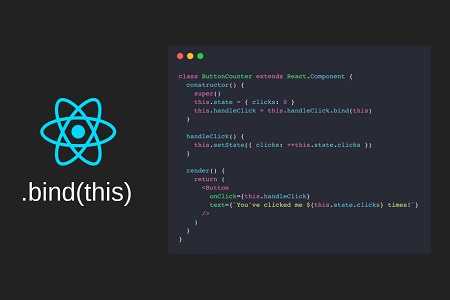 .bind(this)
class ButtonCounter extends React.Component {
constructor() {
super()
this.state = { clicks: 0 }
this.handleClick = this.handleClick.bind(this)
}
handleClick() {
this.setState({ clicks: ++this.state.clicks })
}
render() {
return (
<Button
onClick={this.handleClick}
text={`You've clicked me ${this.state.clicks} times!`}
/>
)
}
}